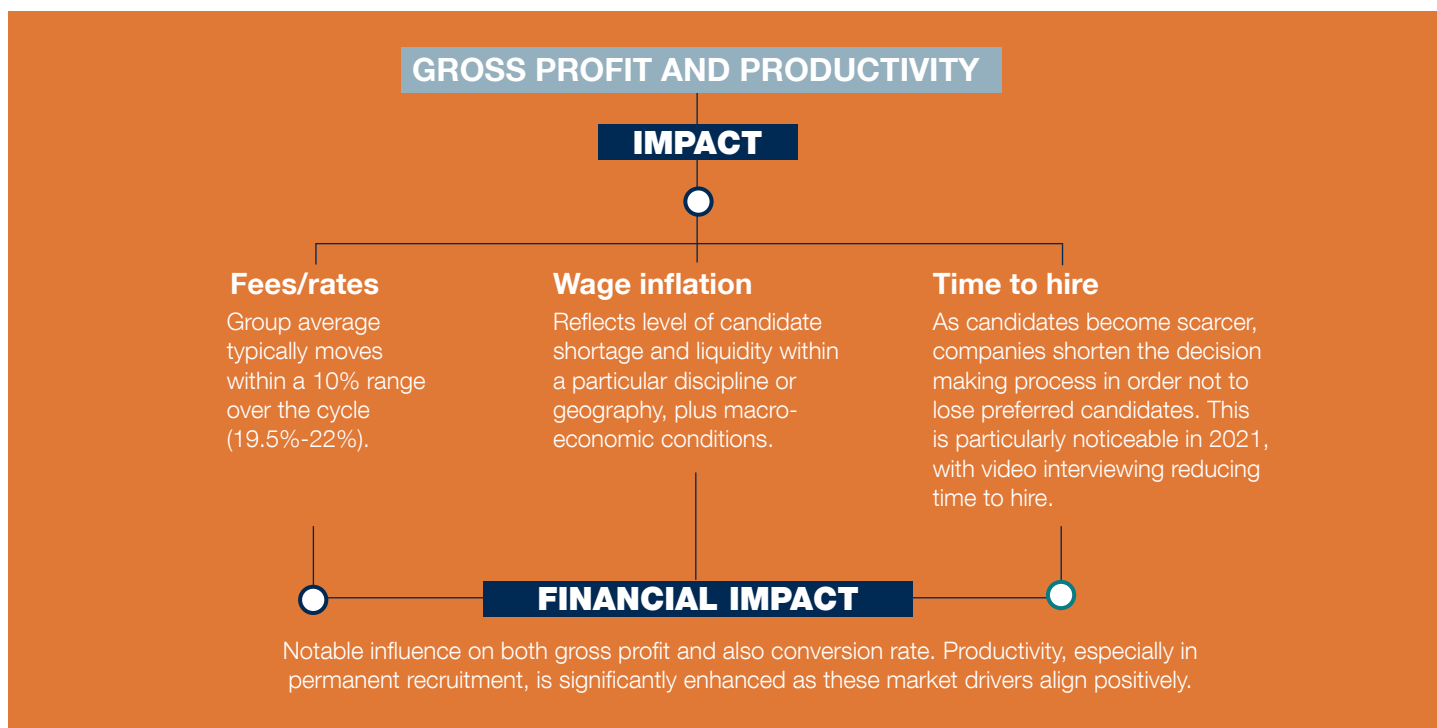 GROSS PROFIT AND PRODUCTIVITY
IMPACT
Fees/rates
Group average
typically moves
within a 10% range
over the cycle
(19.5%-22%).
Wage inflation
Reflects level of candidate
shortage and liquidity within
a particular discipline or
geography, plus macro-
economic conditions.
Time to hire
As candidates become scarcer,
companies shorten the decision
making process in order not to
lose preferred candidates. This
is particularly noticeable in 2021,
with video interviewing reducing
time to hire.
FINANCIAL IMPACT
Notable influence on both gross profit and also conversion rate. Productivity, especially in
permanent recruitment, is significantly enhanced as these market drivers align positively.